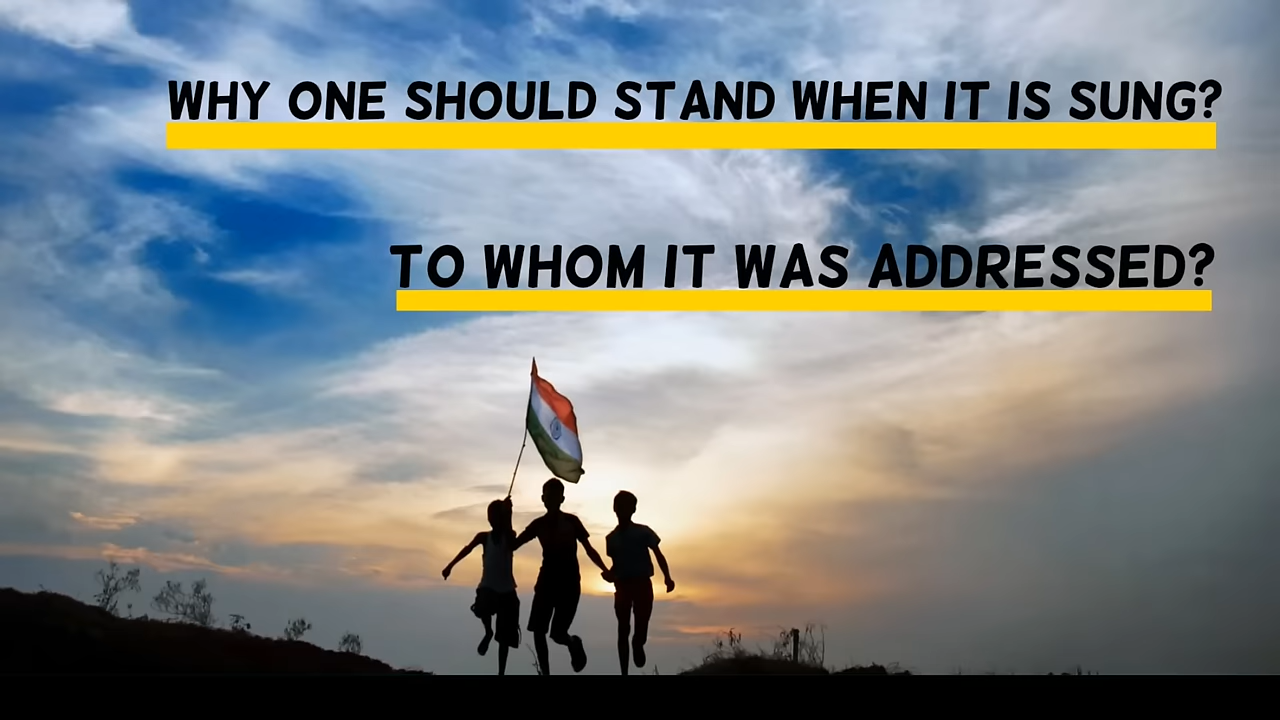 WHY ONE SHOULD STAND WHEN IT IS SUNG?
TO WHOM IT WAS ADDRESSED?